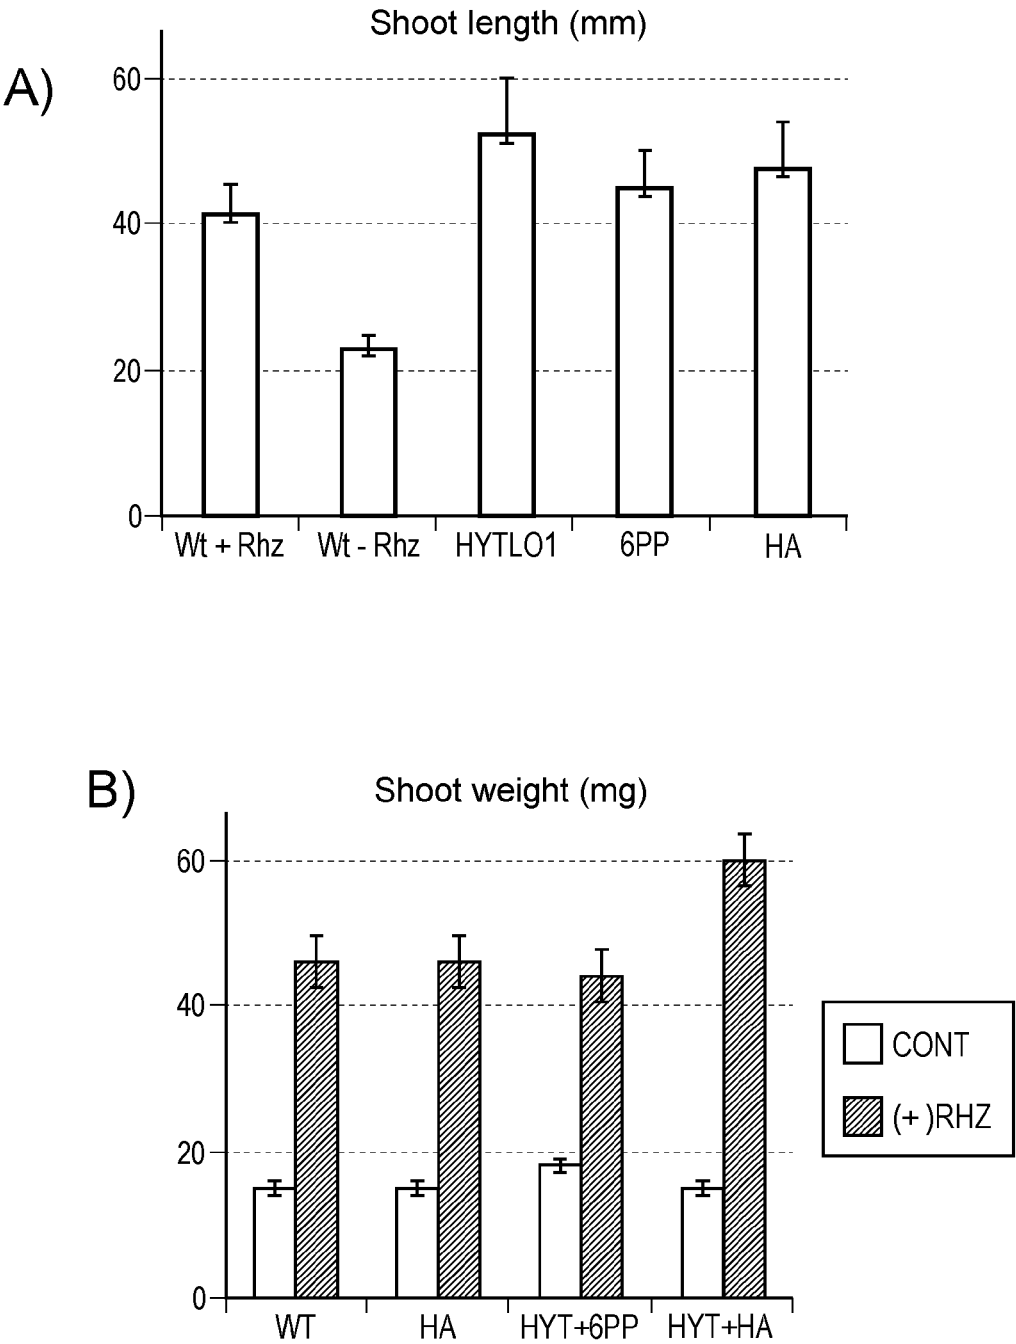 Shoot length (mm)
A)
60
40
20
0
Wt + Rhz Wt - Rhz HYTLO1 6PP HA
B)
Shoot weight (mg)
60
40
20
0
CONT
(+ )RHZ
WT HA HYT+6PP HYT+HA